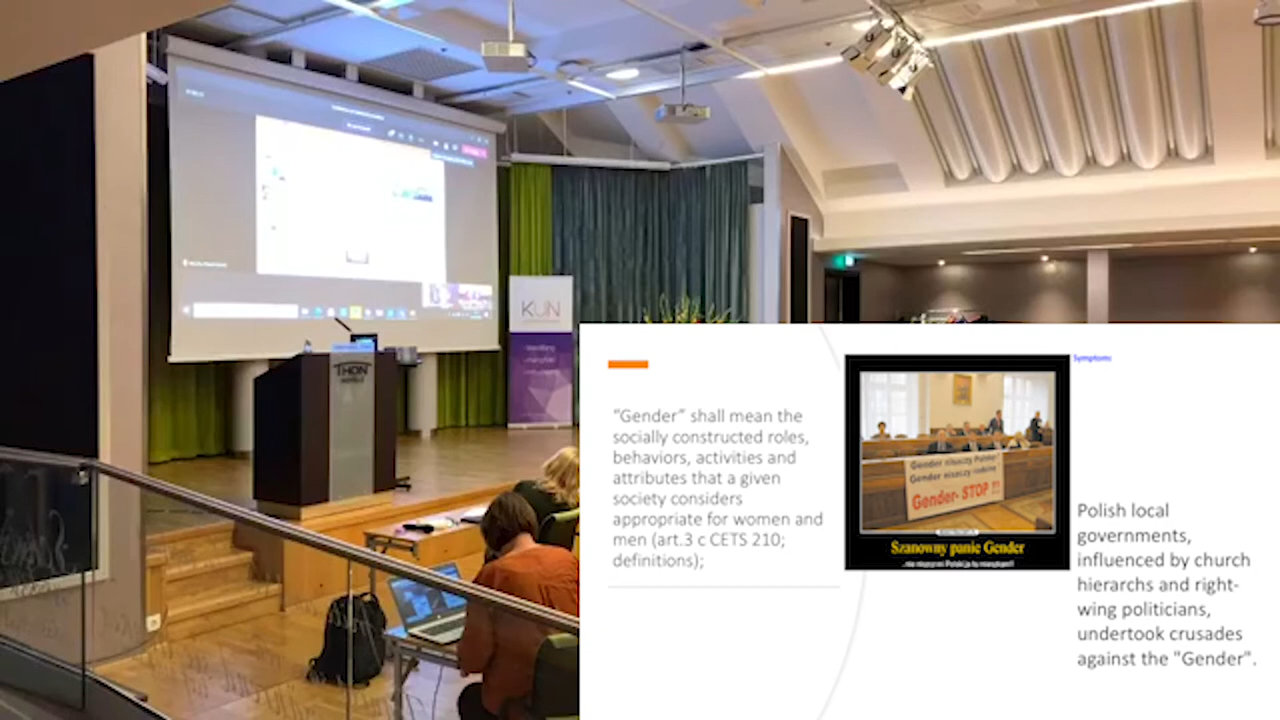 KUN
THON
HOTELS
"Gender" shall mean the
socially constructed roles,
behaviors, activities and
attributes that a given
society considers
appropriate for women and
men (art.3 c CETS 210;
definitions);
Gender niszczy Polskę
Gender niszczy rodzinę
Gender- STOP !!!
Szanowny panie Gender
Symptoms
Polish local
governments,
influenced by church
hierarchs and right-
wing politicians,
undertook crusades
against the "Gender".